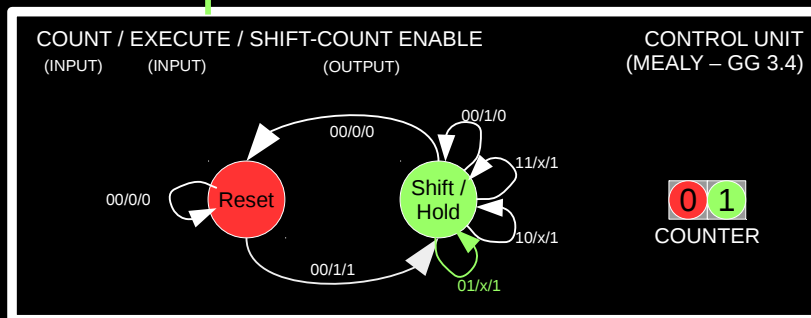 COUNT / EXECUTE / SHIFT-COUNT ENABLE
(INPUT) (INPUT) (OUTPUT)
CONTROL UNIT
(MEALY – GG 3.4)
00/0/0
00/1/0
11/x/1
00/0/0
Reset
Shift /
Hold
0 1
COUNTER
10/x/1
00/1/1
01/x/1